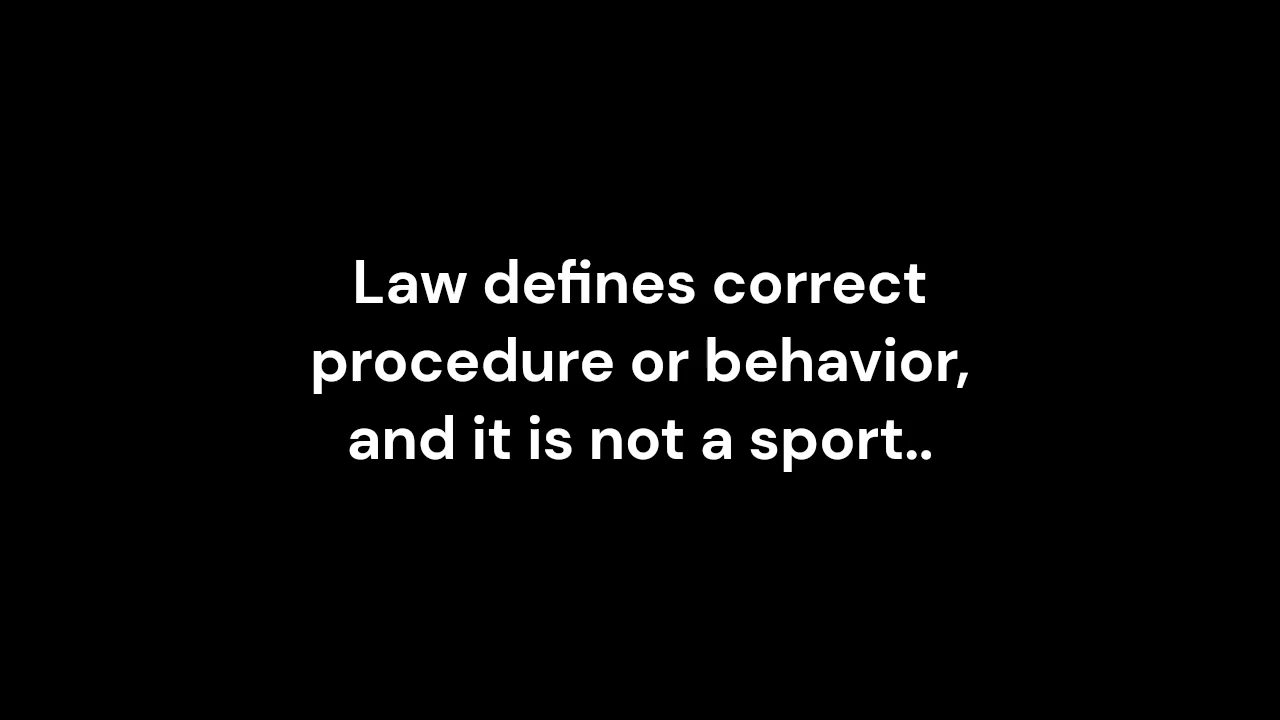 Law defines correct
procedure or behavior,
and it is not a sport..